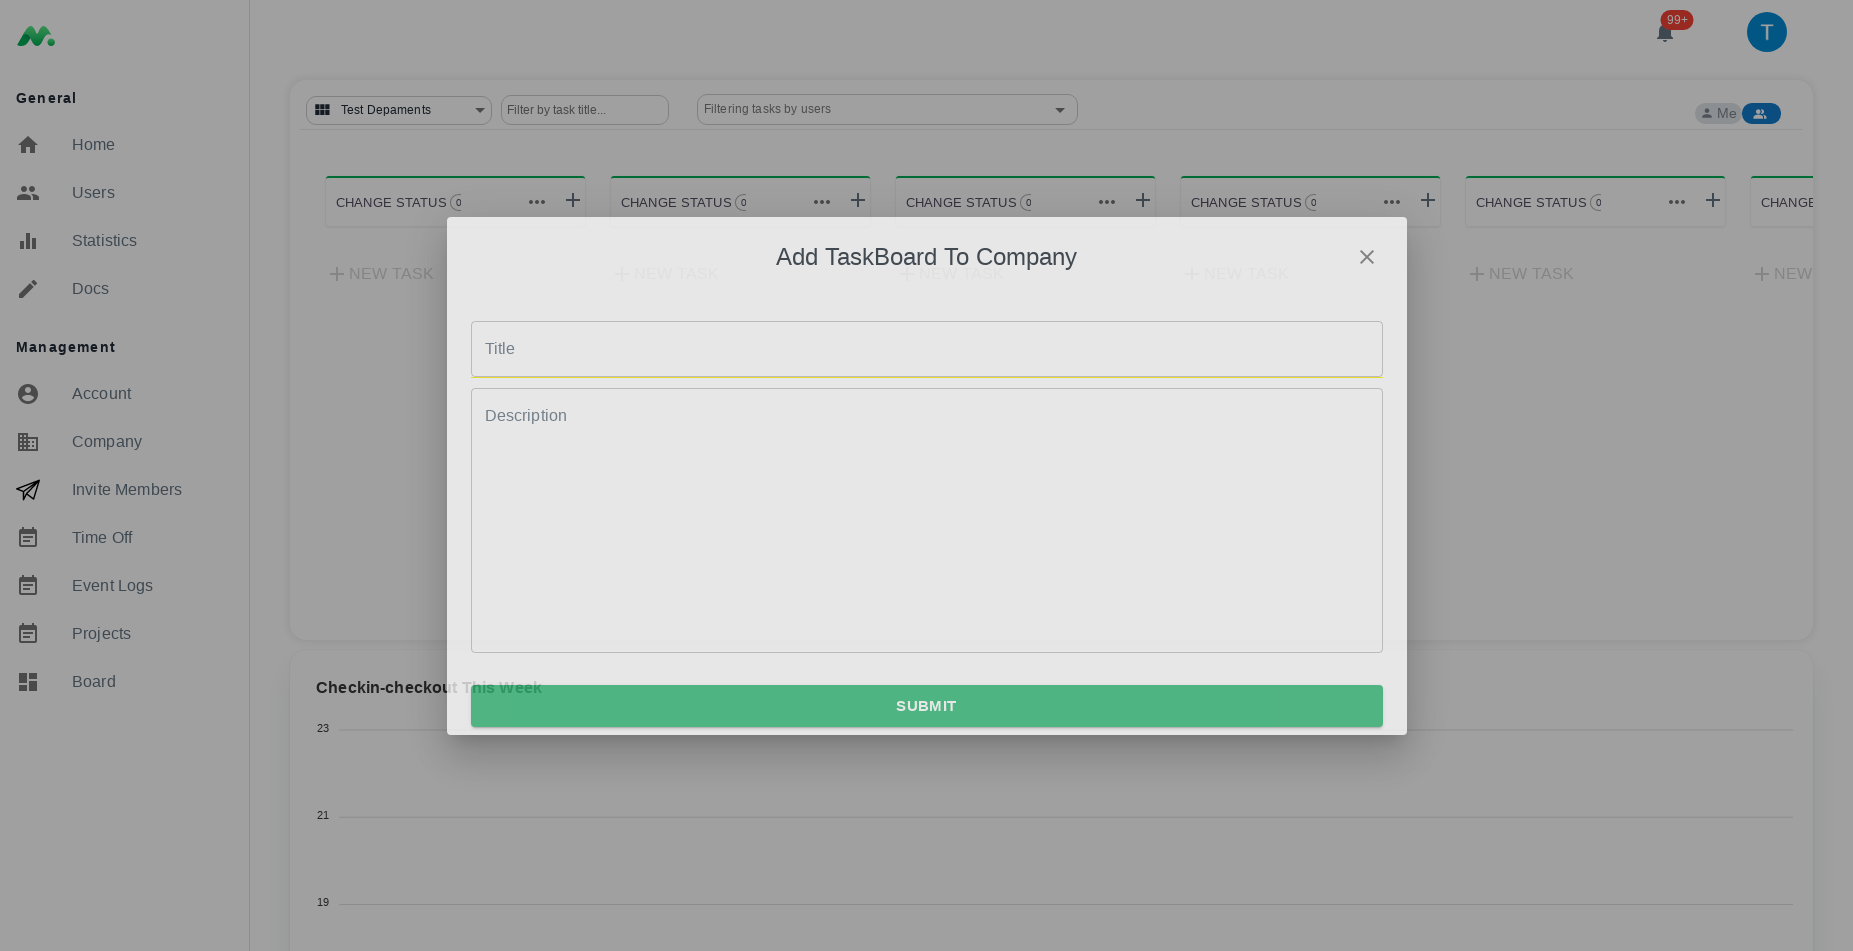 99+
T
General
Home
Users
Statistics
Docs
Management
Account
Company
Invite Members
Time Off
Event Logs
Projects
Board
Test Depaments
Filter by task title...
Filtering tasks by users
Me
CHANGE STATUS 0
CHANGE STATUS 0
CHANGE STATUS 0
CHANGE STATUS 0
CHANGE STATUS 0
CHANGE
NEW TASK
NEW TASK
NEW TASK
NEW TASK
NEW TASK
NEW
Add TaskBoard To Company
Title
Description
SUBMIT
Checkin-checkout This Week
23
21
19